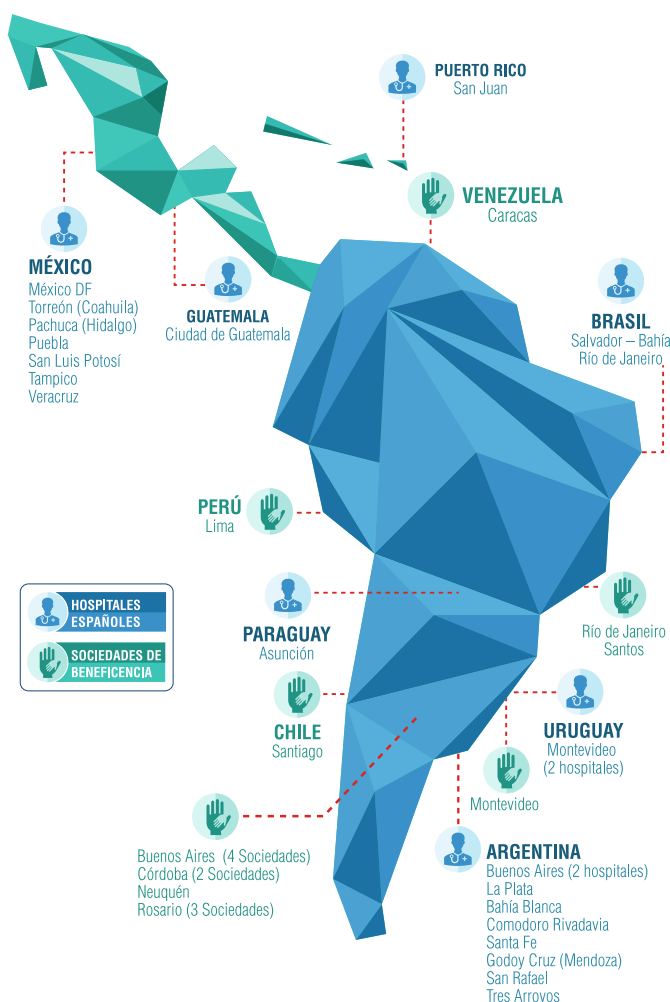 PUERTO RICO
San Juan
VENEZUELA
Caracas
MÉXICO
México DF
Torreón (Coahuila)
Pachuca (Hidalgo)
Puebla
San Luis Potosí
Tampico
Veracruz
GUATEMALA
Ciudad de Guatemala
BRASIL
Salvador – Bahía
Río de Janeiro
PERÚ
Lima
HOSPITALES
ESPAÑOLES
SOCIEDADES DE
BENEFICENCIA
PARAGUAY
Asunción
Río de Janeiro
Santos
CHILE
Santiago
URUGUAY
Montevideo
(2 hospitales)
Montevideo
Buenos Aires (4 Sociedades)
Córdoba (2 Sociedades)
Neuquén
Rosario (3 Sociedades)
ARGENTINA
Buenos Aires (2 hospitales)
La Plata
Bahía Blanca
Comodoro Rivadavia
Santa Fe
Godoy Cruz (Mendoza)
San Rafael
Tres Arroyos